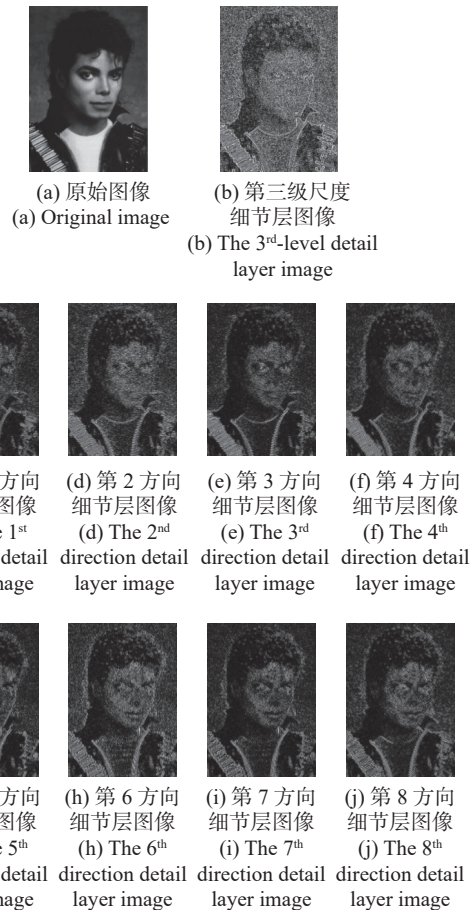 (a) 原始图像
(a) Original image
(b) 第三级尺度
细节层图像
(b) The 3rd-level detail
layer image
方向
图像
1st
detail
(d) 第 2 方向
细节层图像
(d) The 2nd
direction detail
layer image
(e) 第 3 方向
细节层图像
(e) The 3rd
direction detail
layer image
(f) 第 4 方向
细节层图像
(f) The 4th
direction detail
layer image
方向
图像
5th
detail
(h) 第 6 方向
细节层图像
(h) The 6th
direction detail
layer image
(i) 第 7 方向
细节层图像
(i) The 7th
direction detail
layer image
(j) 第 8 方向
细节层图像
(j) The 8th
direction detail
layer image